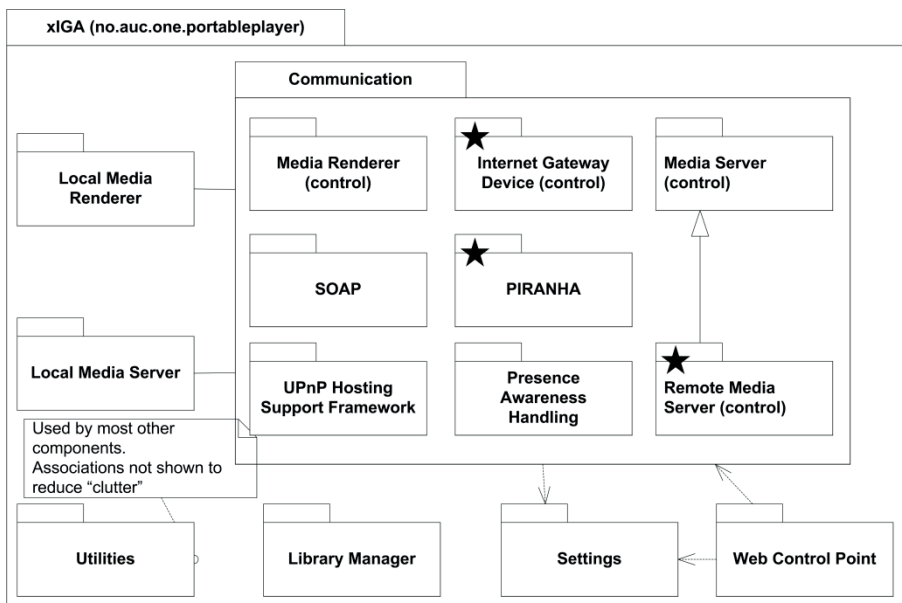 xIGA (no.auc.one.portableplayer)
Communication
Local Media
Renderer
Media Renderer
(control)
Internet Gateway
Device (control)
Media Server
(control)
SOAP
PIRANHA
Local Media Server
UPnP Hosting
Support Framework
Presence
Awareness
Handling
Remote Media
Server (control)
Used by most other
components.
Associations not shown to
reduce “clutter”
Utilities
Library Manager
Settings
Web Control Point